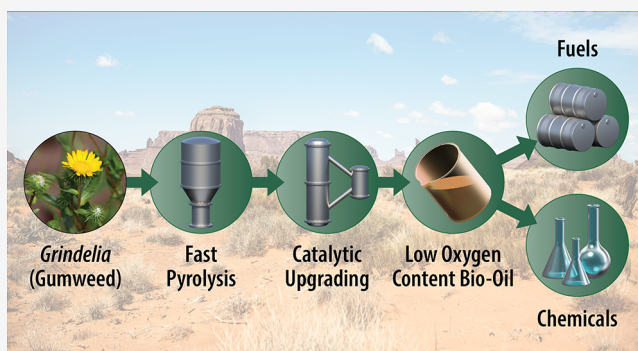 Fuels
Grindelia
(Gumweed)
Fast
Pyrolysis
Catalytic
Upgrading
Low Oxygen
Content Bio-Oil
Chemicals